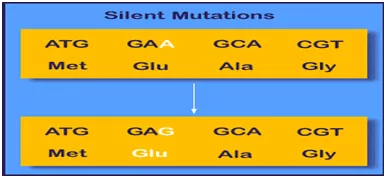 Silent Mutations
ATG GAA GCA CGT
Met Glu Ala Gly
ATG GAG GCA CGT
Met Glu Ala Gly